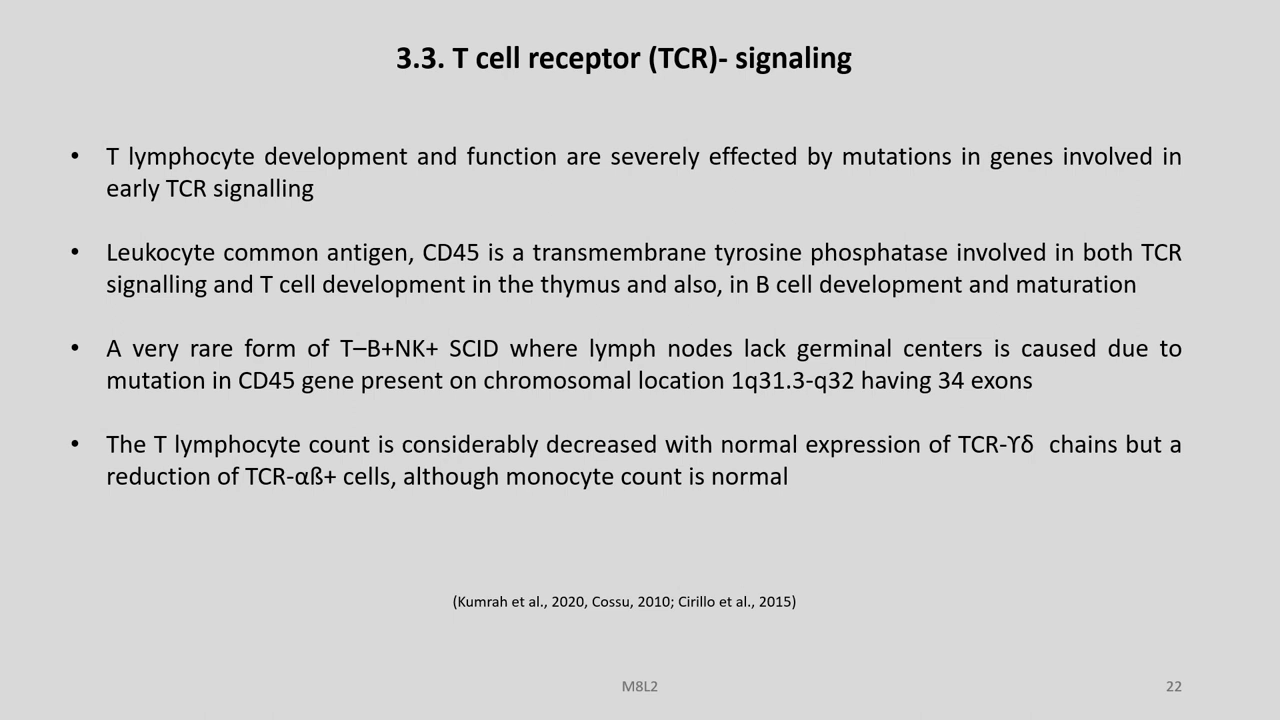 3.3. T cell receptor (TCR)- signaling
• T lymphocyte development and function are severely effected by mutations in genes involved in
early TCR signalling
• Leukocyte common antigen, CD45 is a transmembrane tyrosine phosphatase involved in both TCR
signalling and T cell development in the thymus and also, in B cell development and maturation
• A very rare form of T–B+NK+ SCID where lymph nodes lack germinal centers is caused due to
mutation in CD45 gene present on chromosomal location 1q31.3-q32 having 34 exons
• The T lymphocyte count is considerably decreased with normal expression of TCR-ϒδ chains but a
reduction of TCR-αß+ cells, although monocyte count is normal
(Kumrah et al., 2020, Cossu, 2010; Cirillo et al., 2015)
M8L2
22